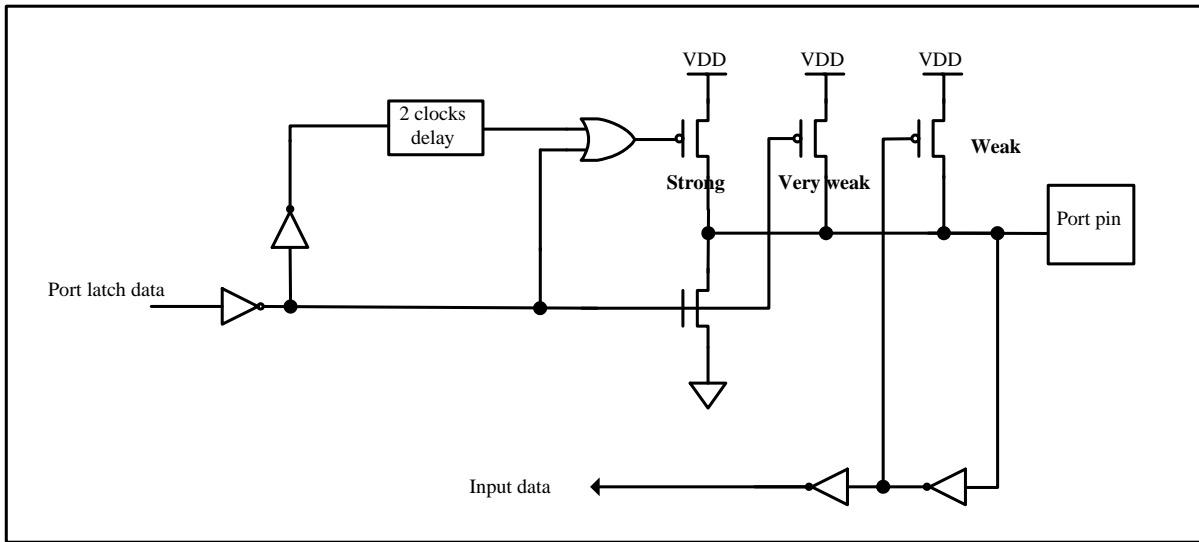 VDD
VDD
VDD
2 clocks
delay
Weak
Strong
Very weak
Port pin
Port latch data
Input data